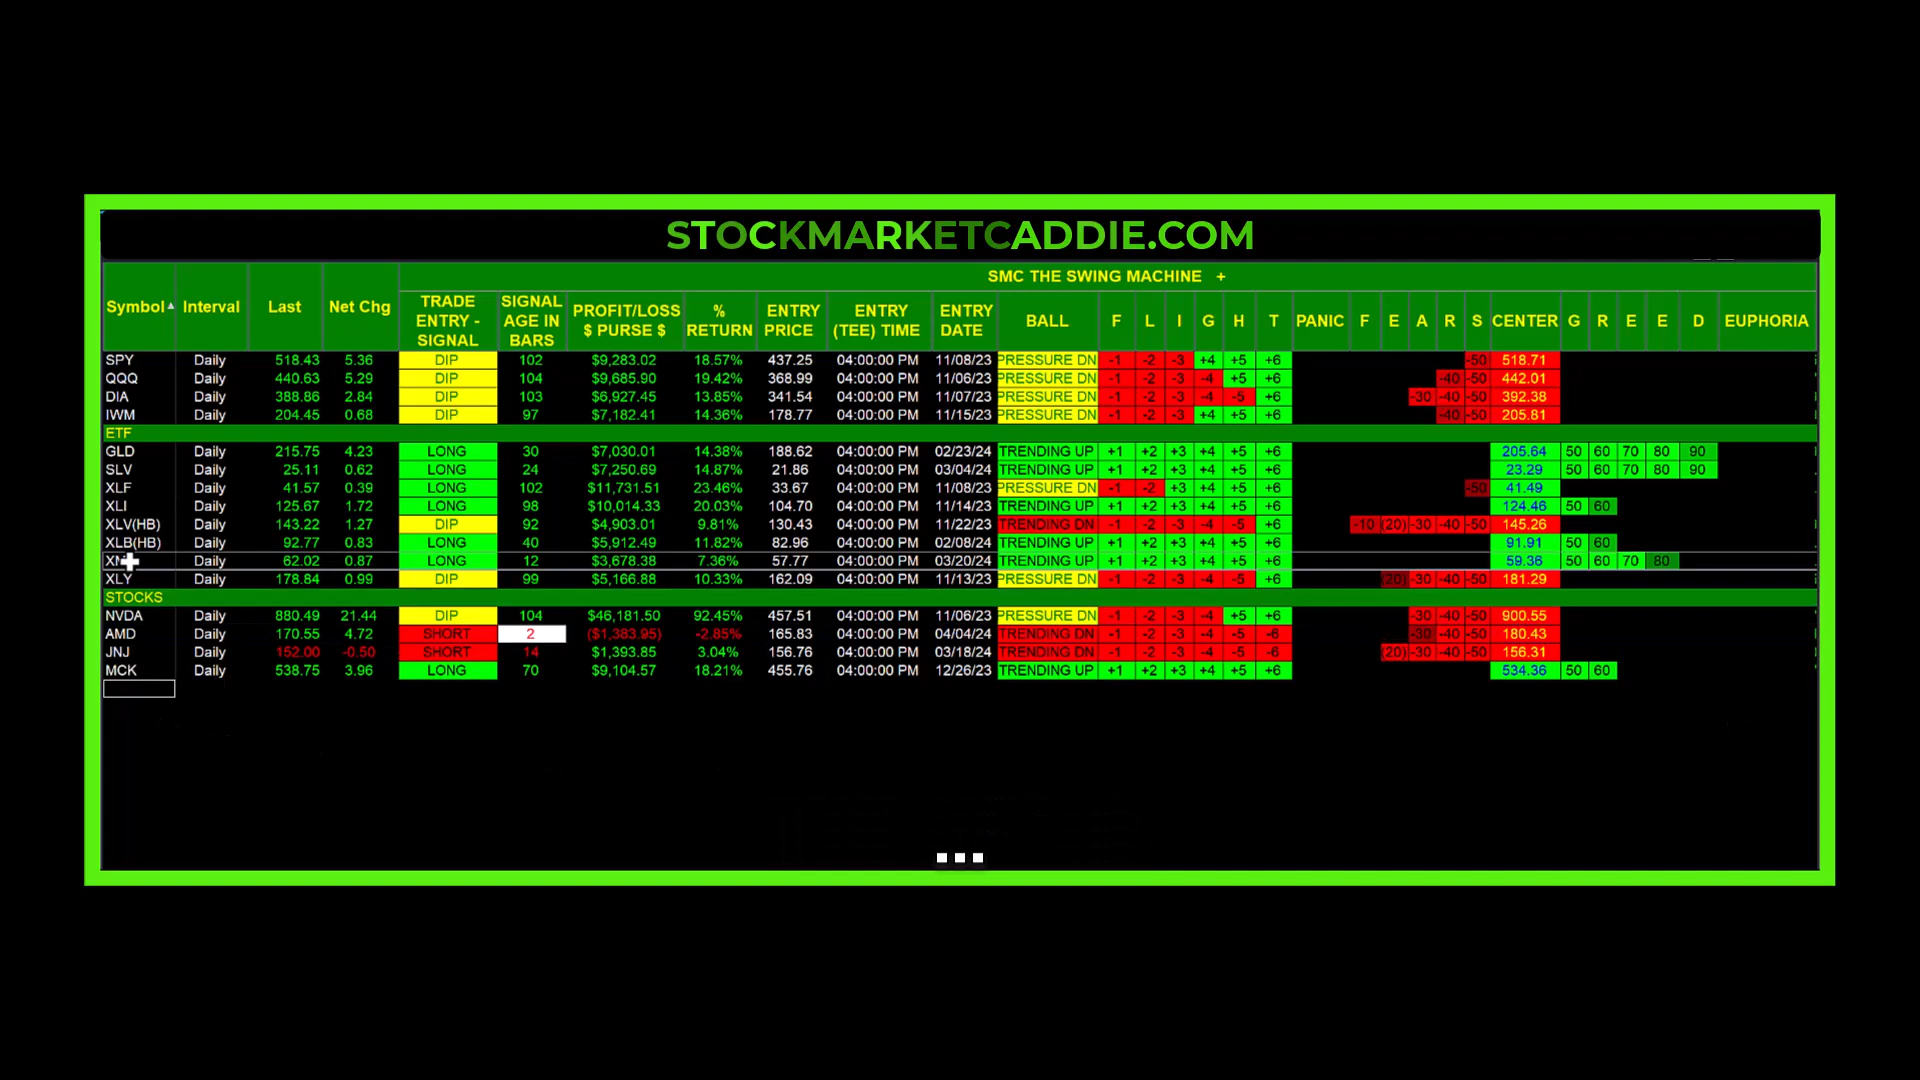 STOCKMARKETCADDIE.COM
SMC THE SWING MACHINE +
Symbol Interval Last Net Chg TRADE ENTRY - SIGNAL SIGNAL AGE IN BARS PROFIT/LOSS $ PURSE $ % RETURN ENTRY PRICE ENTRY (TEE) TIME ENTRY DATE BALL F L I G H T PANIC F E A R S CENTER G R E E D EUPHORIA
SPY Daily 518.43 5.36 DIP 102 $9,283.02 18.57% 437.25 04:00:00 PM 11/08/23 PRESSURE DN -1 -2 -3 +4 +5 +6 -50 518.71
QQQ Daily 440.63 5.29 DIP 104 $9,685.90 19.42% 368.99 04:00:00 PM 11/06/23 PRESSURE DN -1 -2 -3 -4 +5 +6 -40 -50 442.01
DIA Daily 388.86 2.84 DIP 103 $6,927.45 13.85% 341.54 04:00:00 PM 11/07/23 PRESSURE DN -1 -2 -3 -4 -5 +6 -30 -40 -50 392.38
IWM Daily 204.45 0.68 DIP 97 $7,182.41 14.36% 178.77 04:00:00 PM 11/15/23 PRESSURE DN -1 -2 -3 +4 +5 +6 -40 -50 205.81
ETF
GLD Daily 215.75 4.23 LONG 30 $7,030.01 14.38% 188.62 04:00:00 PM 02/23/24 TRENDING UP +1 +2 +3 +4 +5 +6 205.64 50 60 70 80 90
SLV Daily 25.11 0.62 LONG 24 $7,250.69 14.87% 21.86 04:00:00 PM 03/04/24 TRENDING UP +1 +2 +3 +4 +5 +6 23.29 50 60 70 80 90
XLF Daily 41.57 0.39 LONG 102 $11,731.51 23.46% 33.67 04:00:00 PM 11/08/23 PRESSURE DN -1 -2 +3 +4 +5 +6 -50 41.49
XLI Daily 125.67 1.72 LONG 98 $10,014.33 20.03% 104.70 04:00:00 PM 11/14/23 TRENDING UP +1 +2 +3 +4 +5 +6 124.46 50 60
XLV(HB) Daily 143.22 1.27 DIP 92 $4,903.01 9.81% 130.43 04:00:00 PM 11/22/23 TRENDING DN -1 -2 -3 -4 -5 +6 -10 (20) -30 -40 -50 145.26
XLB(HB) Daily 92.77 0.83 LONG 40 $5,912.49 11.82% 82.96 04:00:00 PM 02/08/24 TRENDING UP +1 +2 +3 +4 +5 +6 91.91 50 60
Daily 62.02 0.87 LONG 12 $3,678.38 7.36% 57.77 04:00:00 PM 03/20/24 TRENDING UP +1 +2 +3 +4 +5 +6 59.36 50 60 70 80
XLY Daily 178.84 0.99 DIP 99 $5,166.88 10.33% 162.09 04:00:00 PM 11/13/23 PRESSURE DN -1 -2 -3 -4 -5 +6 (20) -30 -40 -50 181.29
STOCKS
NVDA Daily 880.49 21.44 DIP 104 $46,181.50 92.45% 457.51 04:00:00 PM 11/06/23 PRESSURE DN -1 -2 -3 -4 +5 +6 -30 -40 -50 900.55
AMD Daily 170.55 4.72 SHORT 2 ($1,383.95) -2.85% 165.83 04:00:00 PM 04/04/24 TRENDING DN -1 -2 -3 -4 -5 -6 -30 -40 -50 180.43
JNJ Daily 152.00 -0.50 SHORT 14 $1,393.85 3.04% 156.76 04:00:00 PM 03/18/24 TRENDING DN -1 -2 -3 -4 -5 -6 (20) -30 -40 -50 156.31
MCK Daily 538.75 3.96 LONG 70 $9,104.57 18.21% 455.76 04:00:00 PM 12/26/23 TRENDING UP +1 +2 +3 +4 +5 +6 534.36 50 60